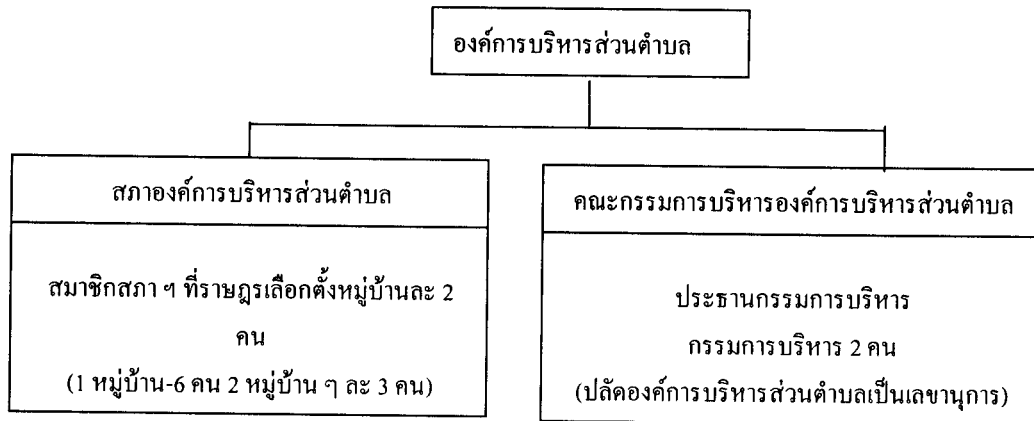 องค์การบริหารส่วนตำบล
สภาองค์การบริหารส่วนตำบล
สมาชิกสภา ฯ ที่ราษฎรเลือกตั้งหมู่บ้านละ 2
คน
(1 หมู่บ้าน-6 คน 2 หมู่บ้าน ๆ ละ 3 คน)
คณะกรรมการบริหารองค์การบริหารส่วนตำบล
ประธานกรรมการบริหาร
กรรมการบริหาร 2 คน
(ปลัดองค์การบริหารส่วนตำบลเป็นเลขานุการ)